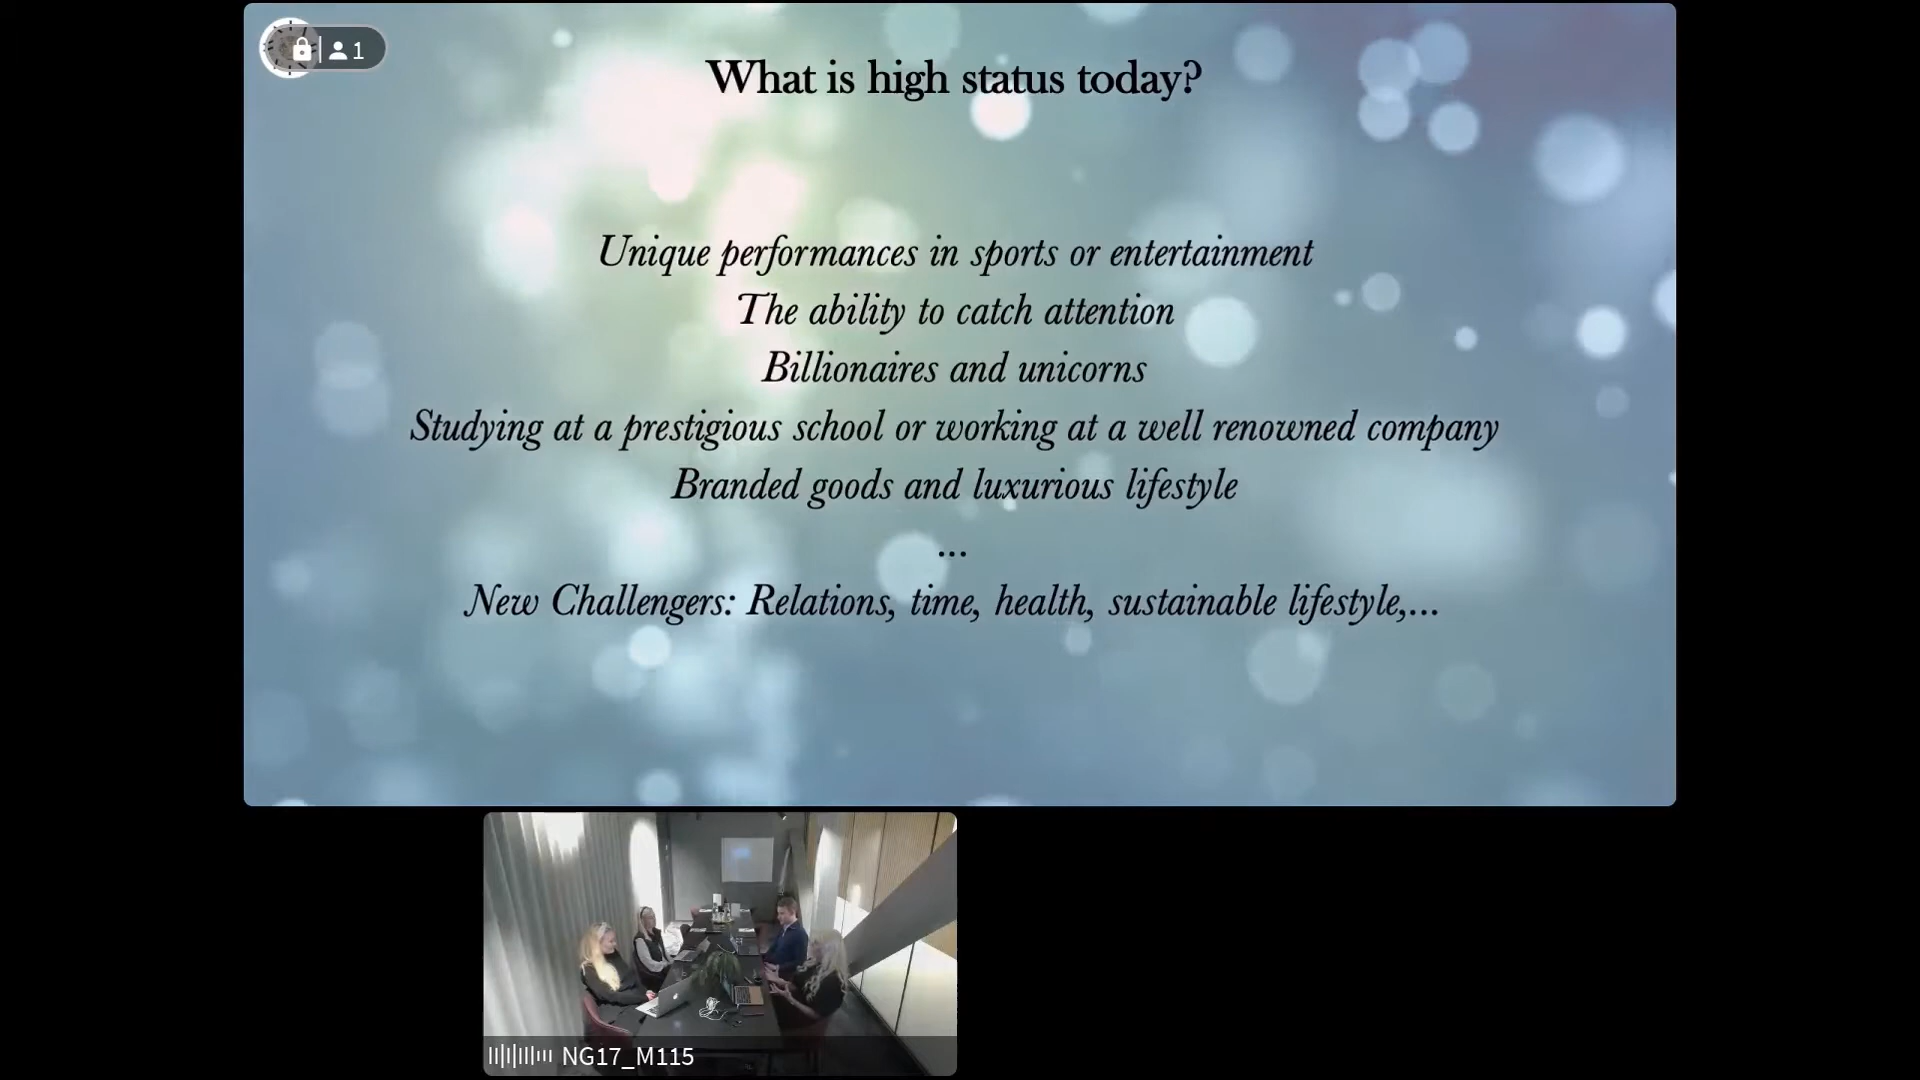 1
What is high status today?
Unique performances in sports or entertainment
The ability to catch attention
Billionaires and unicorns
Studying at a prestigious school or working at a well renowned company
Branded goods and luxurious lifestyle
...
New Challengers: Relations, time, health, sustainable lifestyle,...
NG17_M115